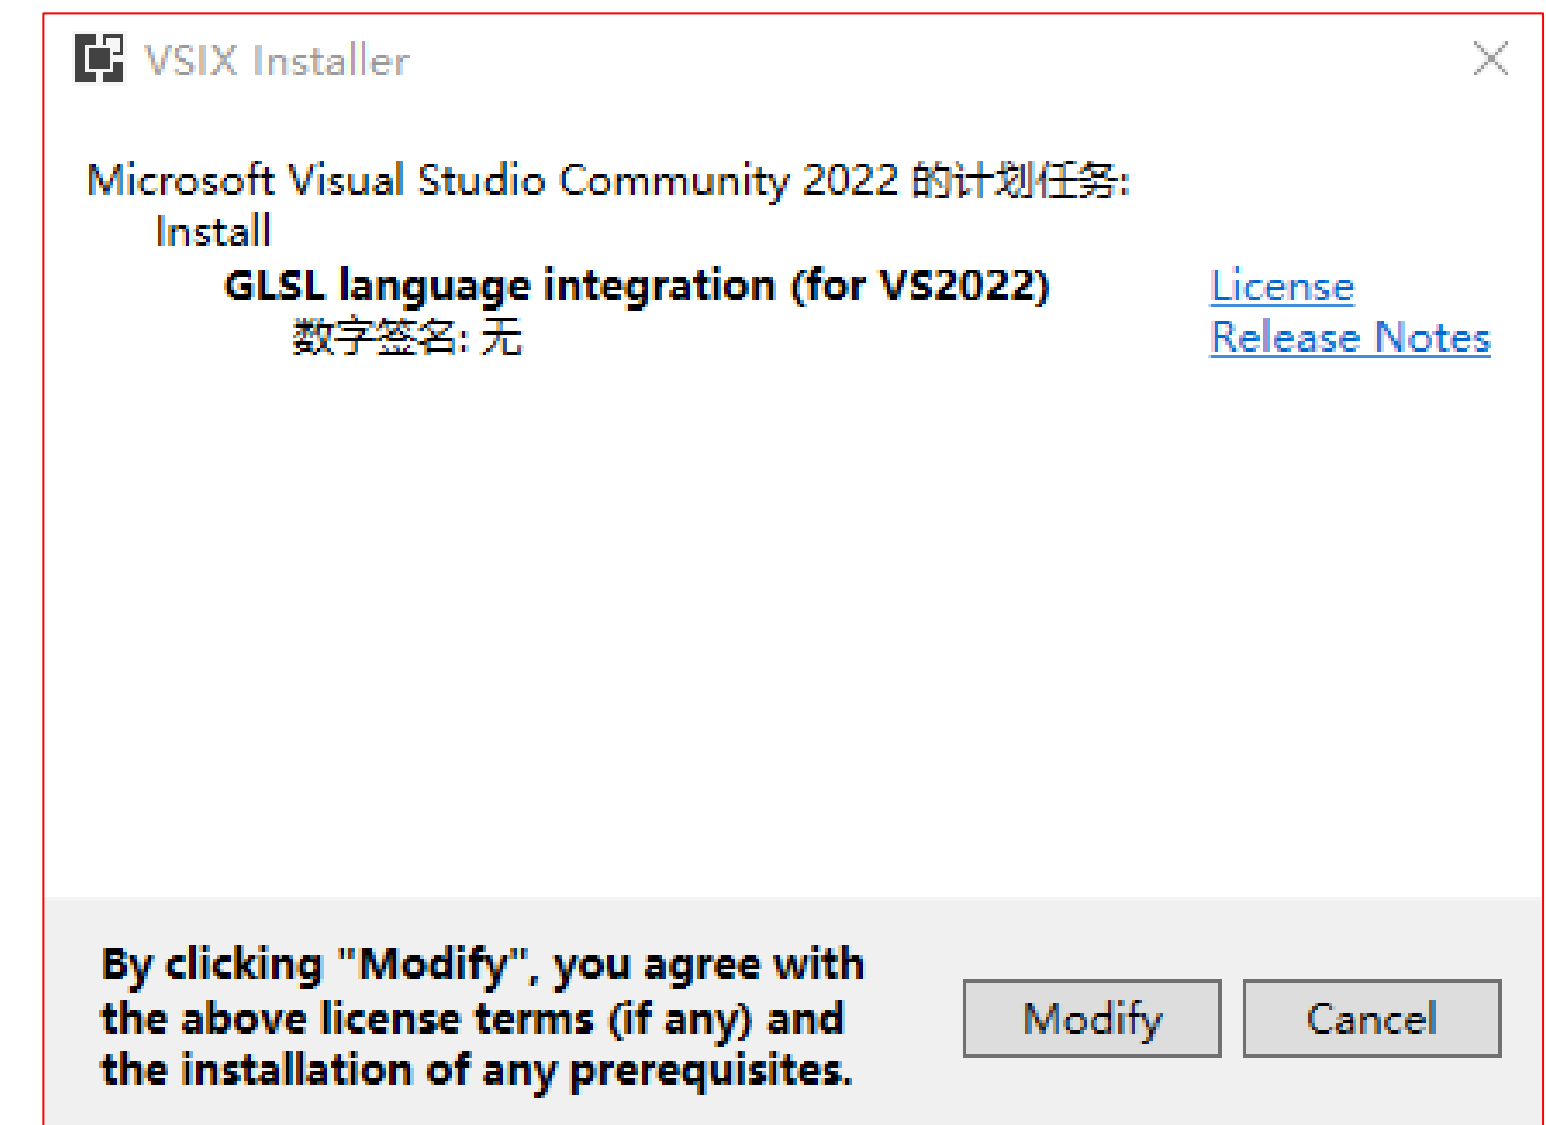 VSIX Installer
Microsoft Visual Studio Community 2022 的计划任务:
Install
GLSL language integration (for VS2022)
License
数字签名: 无
Release Notes
By clicking "Modify", you agree with
the above license terms (if any) and
the installation of any prerequisites.
Modify
Cancel